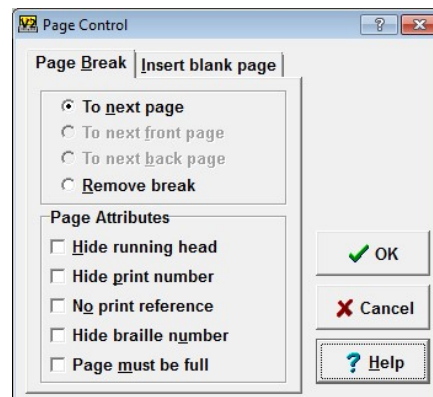 V2 Page Control ?
Page Break Insert blank page
To next page
To next front page
To next back page
Remove break
Page Attributes
Hide running head
Hide print number
No print reference
Hide braille number
Page must be full
OK
Cancel
? Help